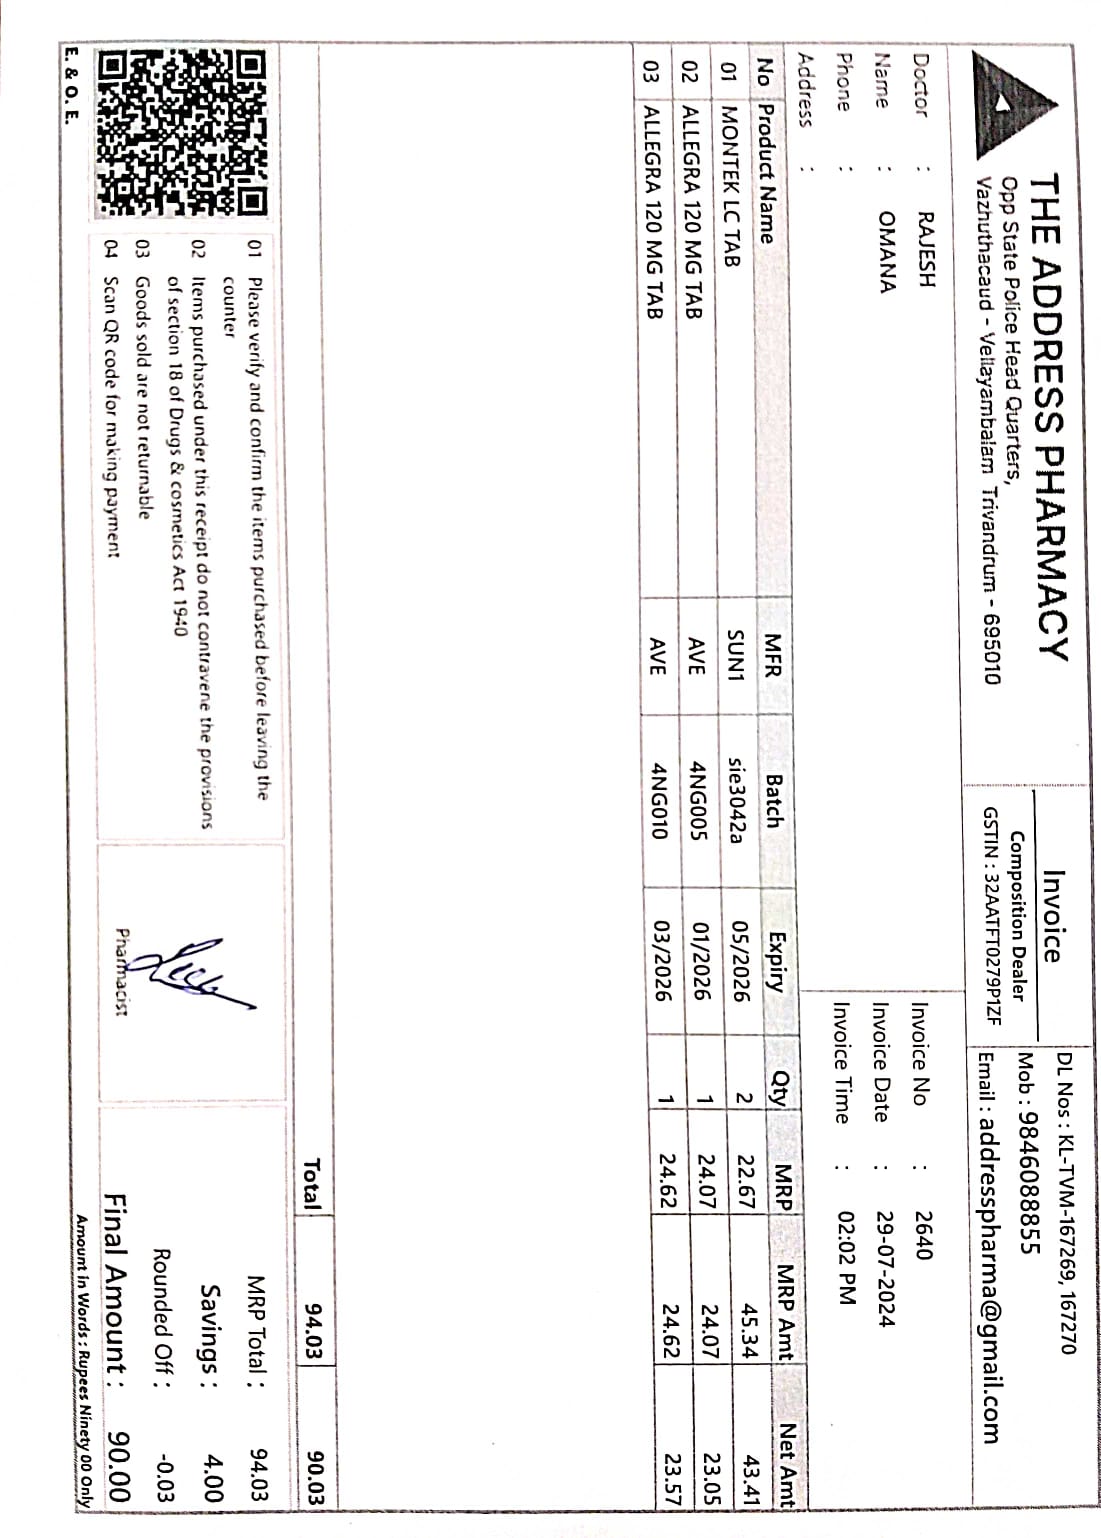 THE ADDRESS PHARMACY
Opp State Police Head Quarters,
Vazhuthacaud - Vellayambalam Trivandrum - 695010
Invoice
Composition Dealer
GSTIN : 32AATFT0279P1ZF
DL Nos : KL-TVM-167269, 167270
Mob : 9846088855
Email : addresspharma@gmail.com
Doctor : RAJESH
Name : OMANA
Phone :
Address :
Invoice No : 2640
Invoice Date : 29-07-2024
Invoice Time : 02:02 PM
No Product Name MFR Batch Expiry Qty MRP MRP Amt Net Amt
01 MONTEK LC TAB SUN1 sie3042a 05/2026 2 22.67 45.34 43.41
02 ALLEGRA 120 MG TAB AVE 4NG005 01/2026 1 24.07 24.07 23.05
03 ALLEGRA 120 MG TAB AVE 4NG010 03/2026 1 24.62 24.62 23.57
Total 94.03 90.03
01 Please verify and confirm the items purchased before leaving the
counter
02 Items purchased under this receipt do not contravene the provisions
of section 18 of Drugs & cosmetics Act 1940
03 Goods sold are not returnable
04 Scan QR code for making payment
Pharmacist
MRP Total : 94.03
Savings : 4.00
Rounded Off : -0.03
Final Amount : 90.00
Amount in Words : Rupees Ninety 00 Only
E. & O. E.